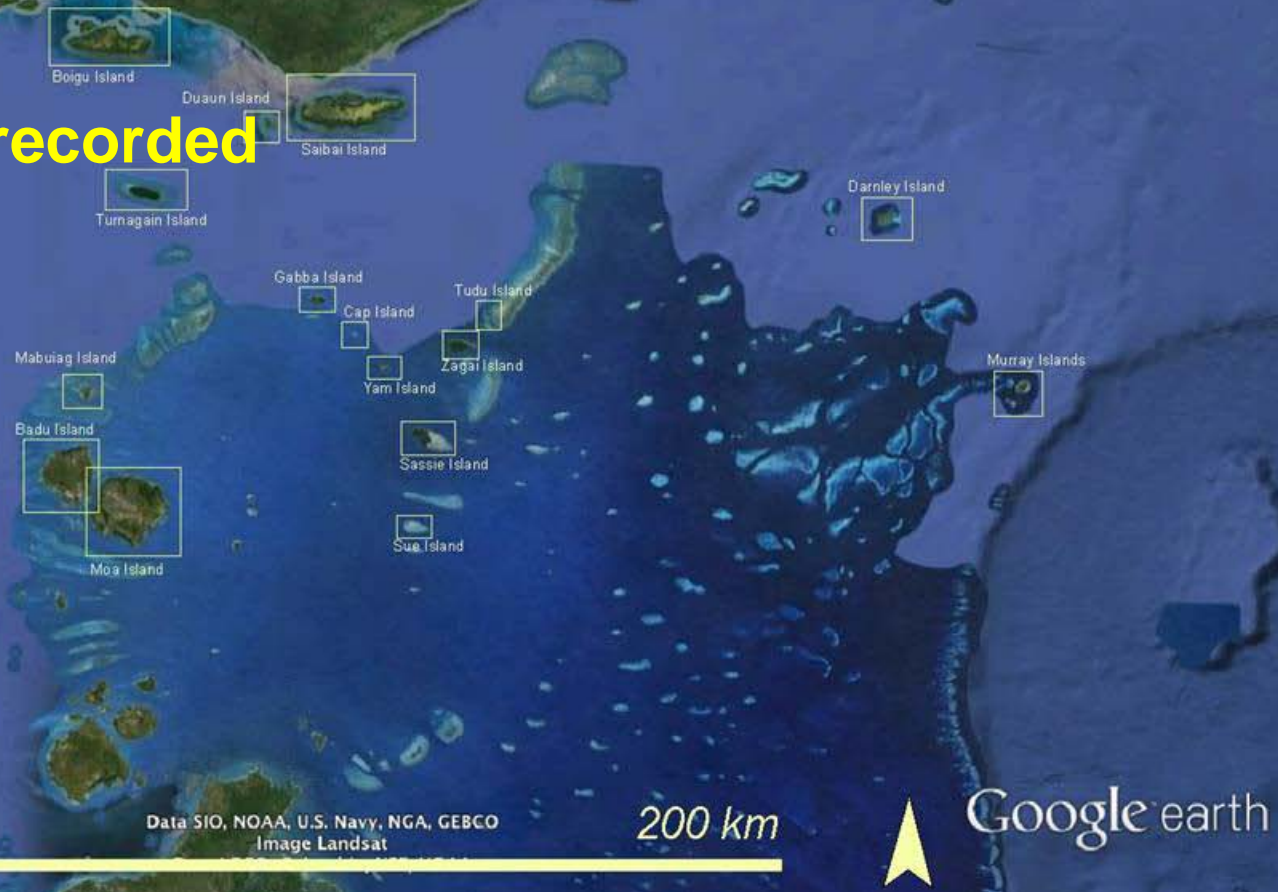 Boigu Island
Duaun Island
recorded
Saibai Island
Darnley Island
Turnagain Island
Gabba Island
Tudu Island
Cap Island
Mabuiag Island
Zagai Island
Murray Islands
Yam Island
Badu Island
Sassie Island
Sue Island
Moa Island
Data SIO, NOAA, U.S. Navy, NGA, GEBCO
200 km
Google earth
Image Landsat